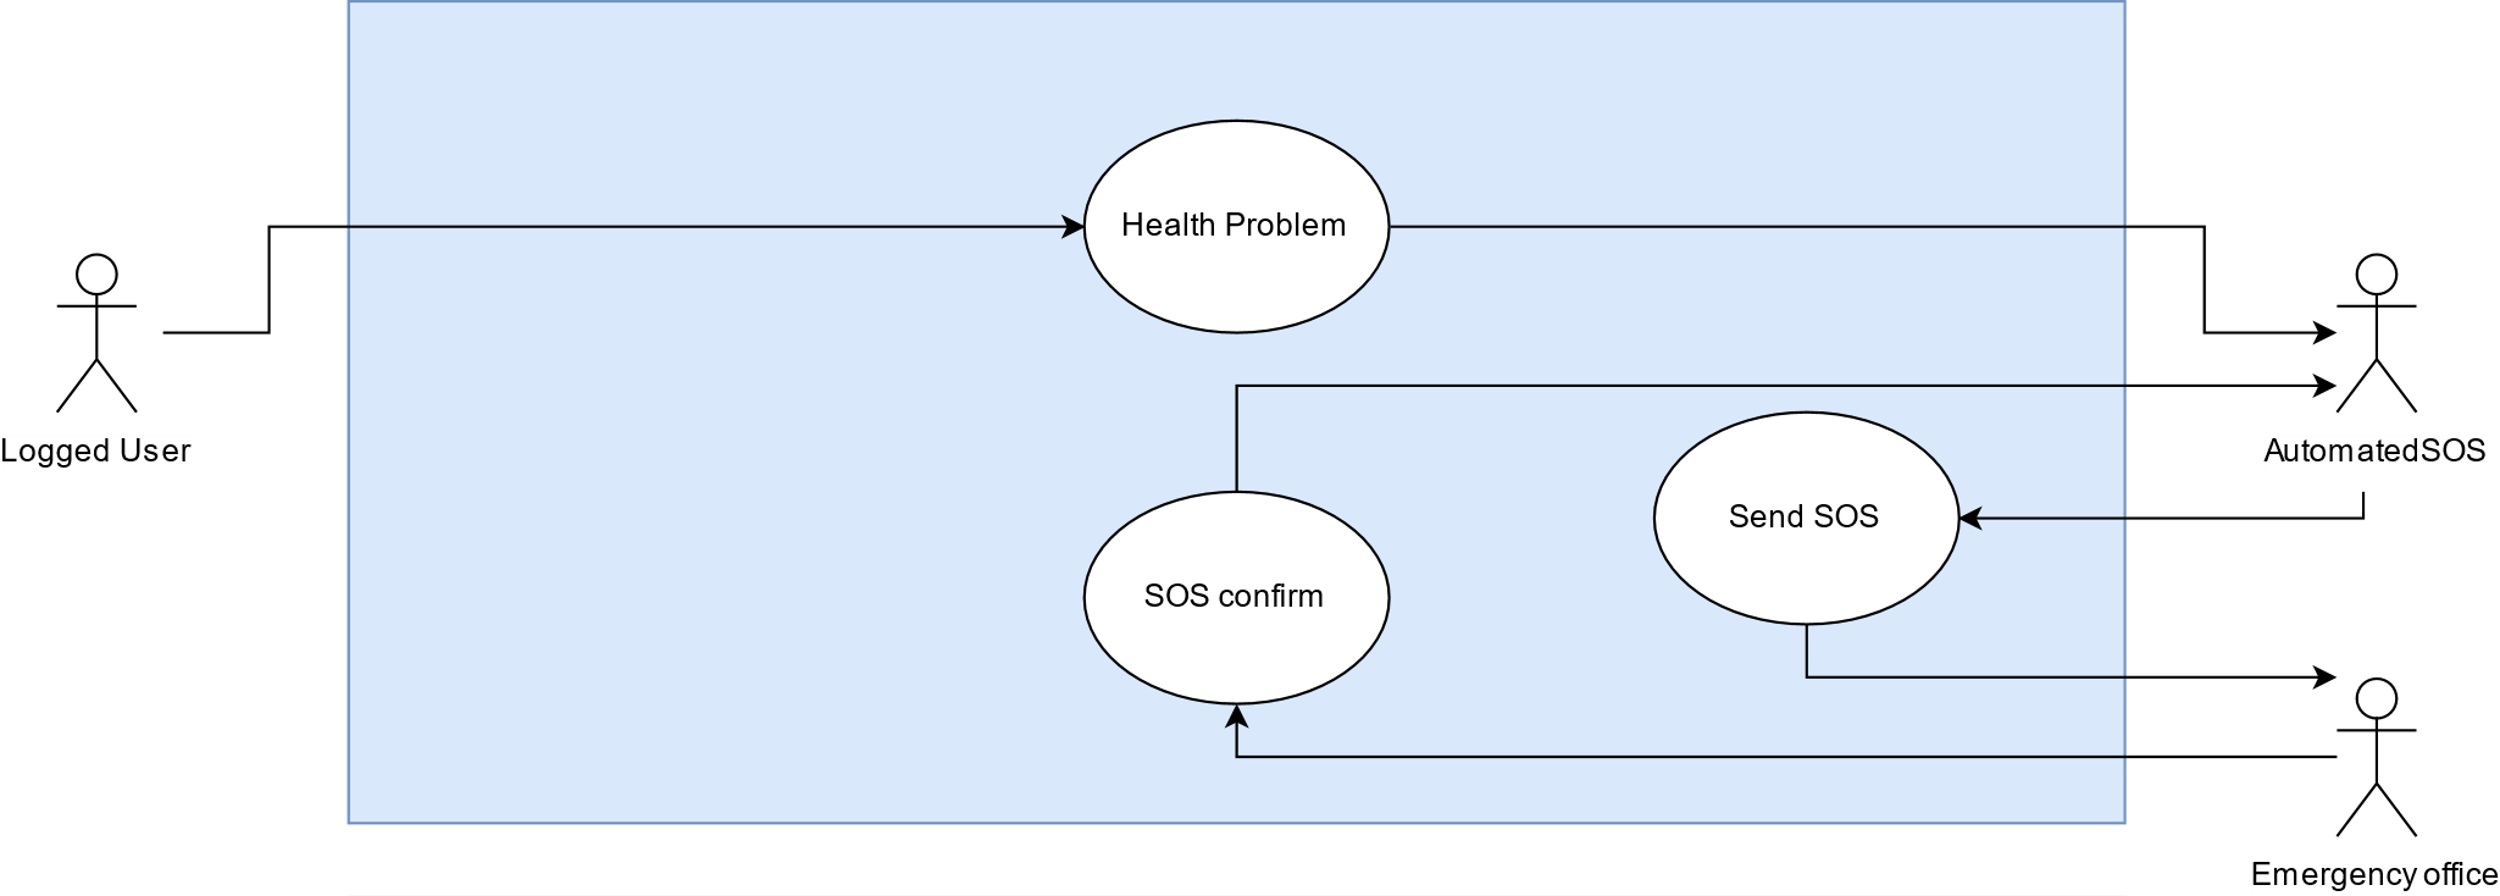 Health Problem
Logged User
AutomatedSOS
Send SOS
SOS confirm
Emergency office